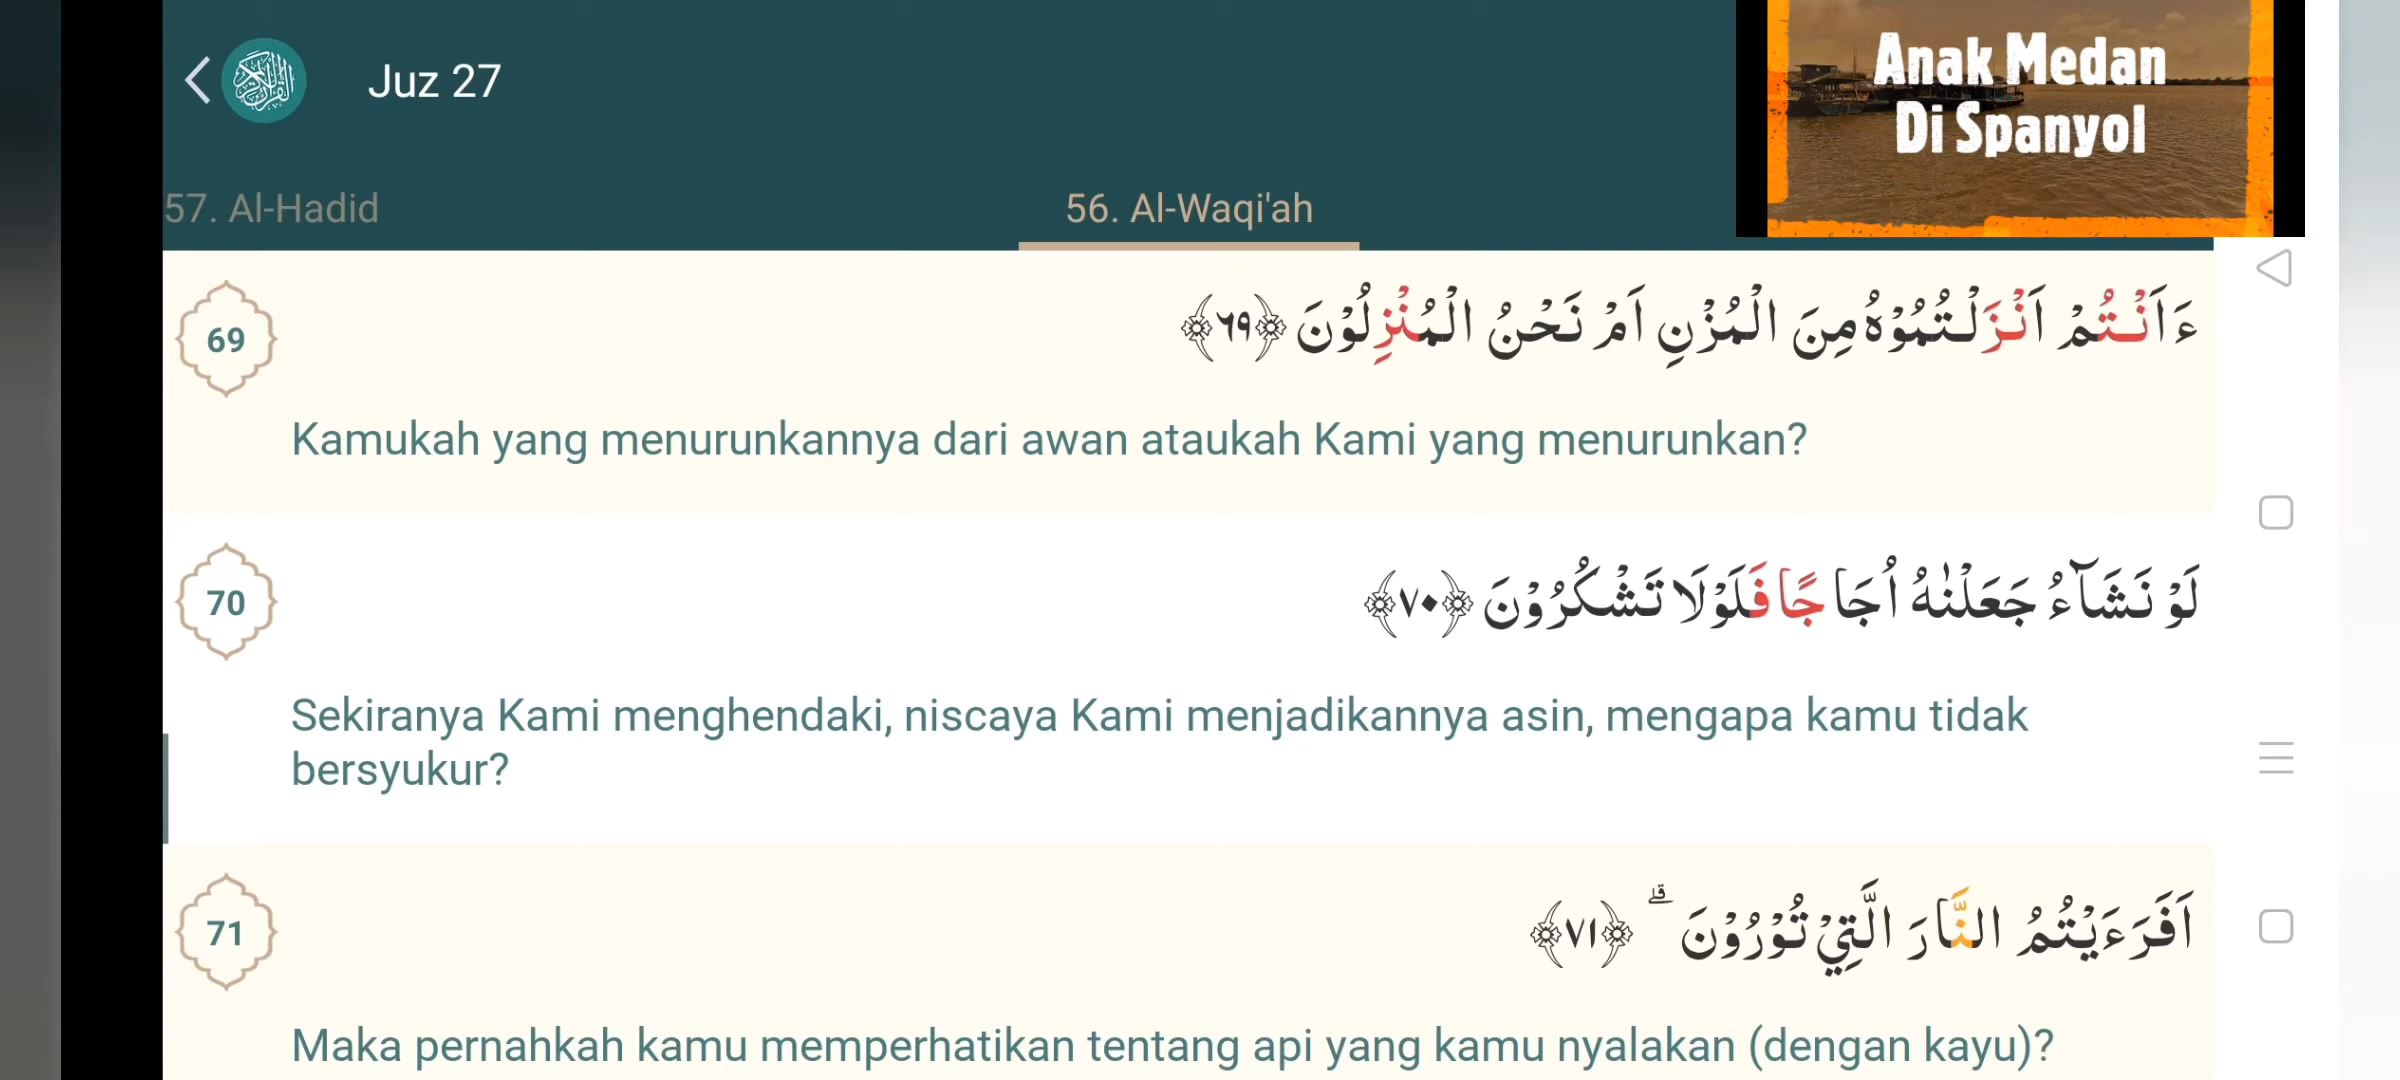 Juz 27
Anak Medan
Di Spanyol
57. Al-Hadid
56. Al-Waqi'ah
69
ءَاَنْتُمْ اَنْزَلْتُمُوْهُ مِنَ الْمُزْنِ اَمْ نَحْنُ الْمُنْزِلُوْنَ ﴿٦٩﴾
Kamukah yang menurunkannya dari awan ataukah Kami yang menurunkan?
70
لَوْ نَشَاۤءُ جَعَلْنٰهُ اُجَاجًا فَلَوْلَا تَشْكُرُوْنَ ﴿٧٠﴾
Sekiranya Kami menghendaki, niscaya Kami menjadikannya asin, mengapa kamu tidak
bersyukur?
71
اَفَرَءَيْتُمُ النَّارَ الَّتِيْ تُوْرُوْنَ ۗ ﴿٧١﴾
Maka pernahkah kamu memperhatikan tentang api yang kamu nyalakan (dengan kayu)?